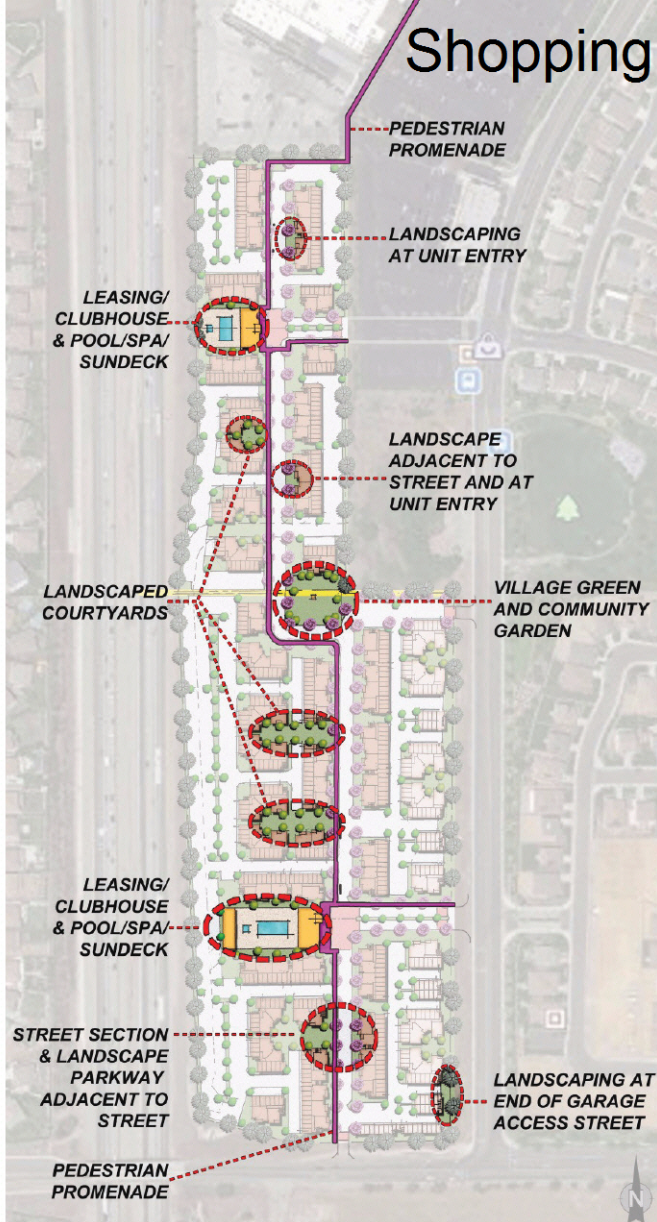 Shopping
PEDESTRIAN
PROMENADE
LANDSCAPING
AT UNIT ENTRY
LEASING/
CLUBHOUSE
& POOL/SPA/
SUNDECK
LANDSCAPE
ADJACENT TO
STREET AND AT
UNIT ENTRY
LANDSCAPED
COURTYARDS
VILLAGE GREEN
AND COMMUNITY
GARDEN
LEASING/
CLUBHOUSE
& POOL/SPA/
SUNDECK
STREET SECTION
& LANDSCAPE
PARKWAY
ADJACENT TO
STREET
LANDSCAPING AT
END OF GARAGE
ACCESS STREET
PEDESTRIAN
PROMENADE
N